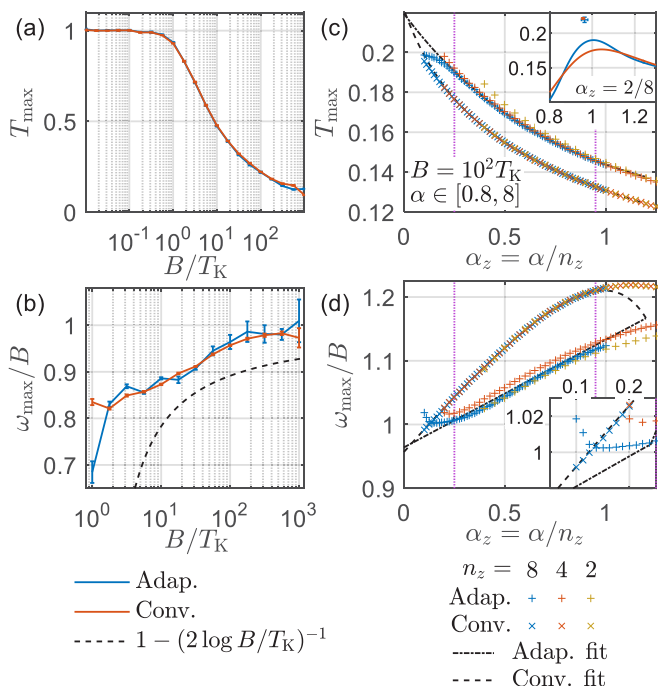 (a)
T_max
1
0.5
0
10^-1 10^0 10^1 10^2
B/T_K
(b)
ω_max/B
1
0.9
0.8
0.7
10^0 10^1 10^2 10^3
B/T_K
Adap.
Conv.
1 − (2 log B/T_K)^−1
(c)
T_max
0.2
0.18
0.16
0.14
0.12
0 0.5 1
α_z = α/n_z
B = 10^2 T_K
α ∈ [0.8, 8]
0.2
0.15
α_z = 2/8
0.8 1 1.2
(d)
ω_max/B
1.2
1.1
1
0.9
0 0.5 1
α_z = α/n_z
0.1 0.2
1.02
1
n_z = 8 4 2
Adap. + + +
Conv. × × ×
Adap. fit
Conv. fit